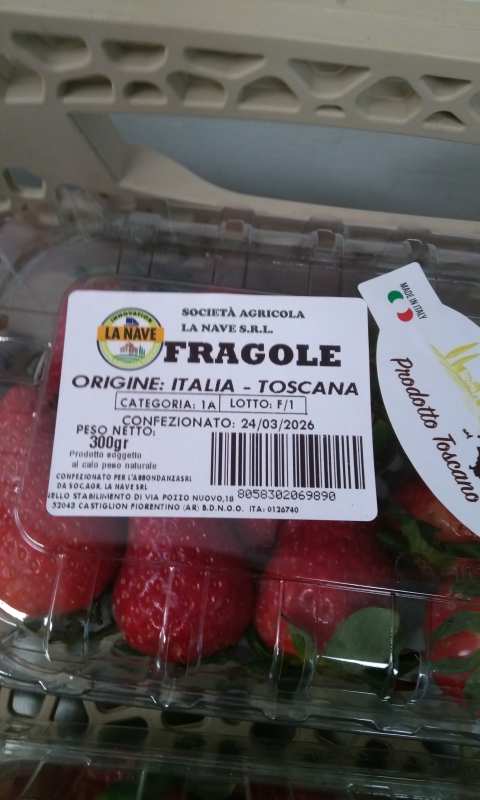 innovation
LA NAVE
SOCIETÀ AGRICOLA
LA NAVE S.R.L.
FRAGOLE
ORIGINE: ITALIA - TOSCANA
CATEGORIA: 1A LOTTO: F/1
CONFEZIONATO: 24/03/2026
PESO NETTO:
300gr
Prodotto soggetto
al calo peso naturale
CONFEZIONATO PER L'ABBONDANZASRL
DA SOC.AGR. LA NAVE SRL
NELLO STABILIMENTO DI VIA POZZO NUOVO,18
52043 CASTIGLION FIORENTINO (AR) B.D.N.O.O. ITA: 0126740
8058302069890
MADE IN ITALY
Prodotto Toscano